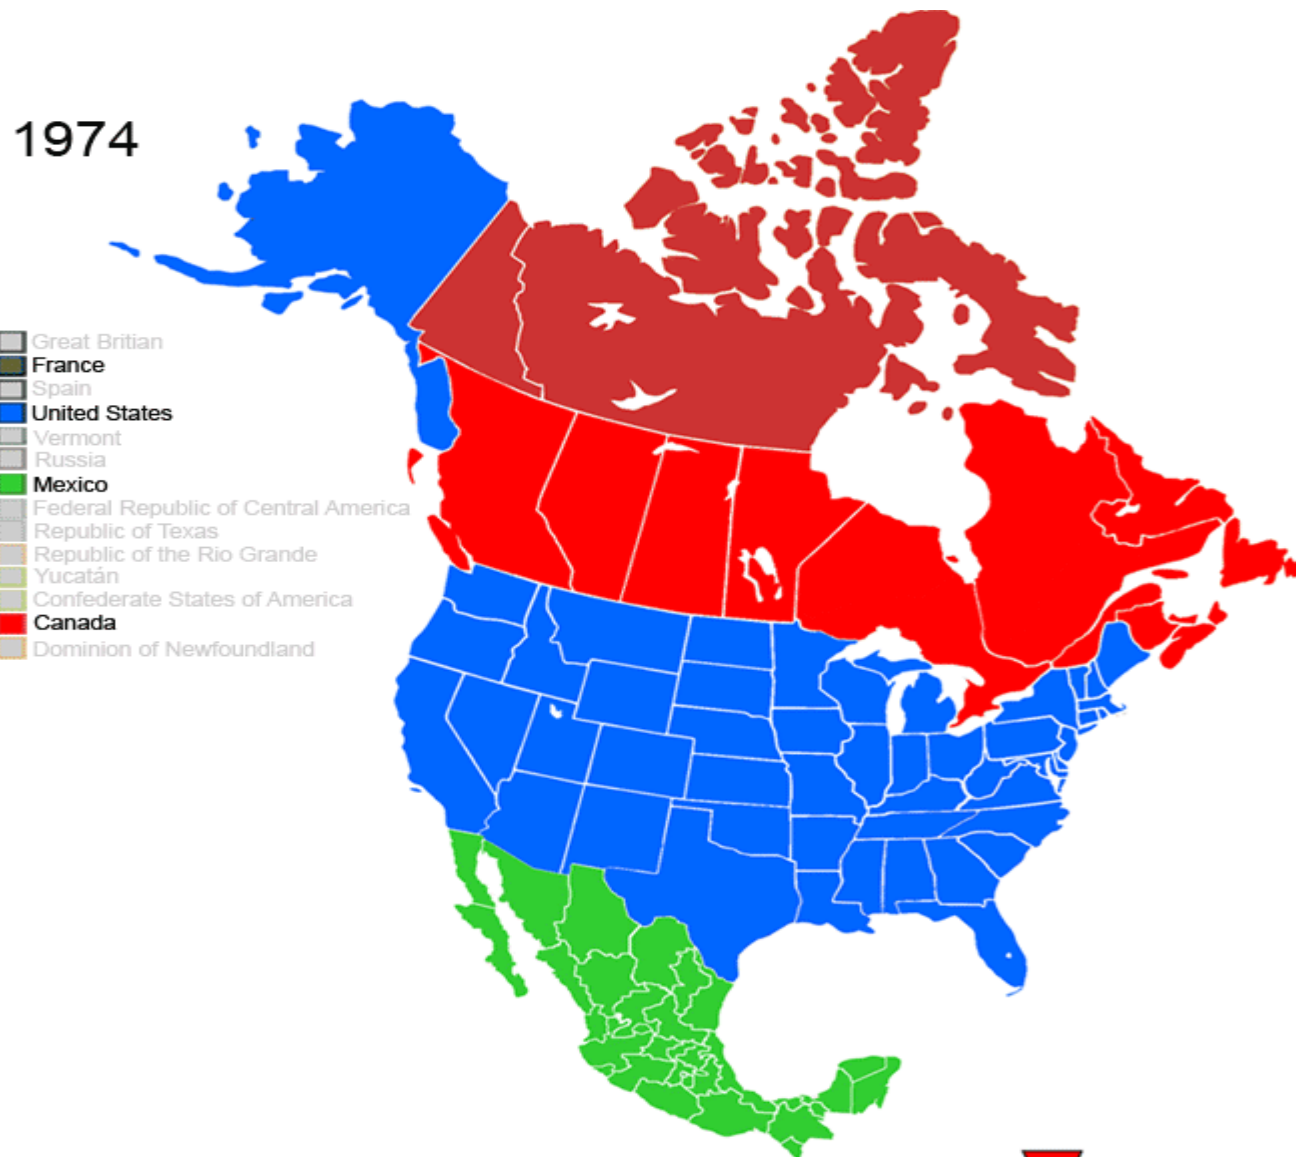 1974
Great Britian
France
Spain
United States
Vermont
Russia
Mexico
Federal Republic of Central America
Republic of Texas
Republic of the Rio Grande
Yucatán
Confederate States of America
Canada
Dominion of Newfoundland